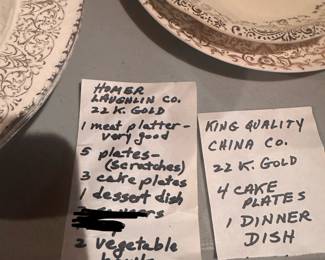 HOMER
LAUGHLIN CO.
22 K. GOLD
1 meat platter-
very good
5 plates-
(scratches)
3 cake plates
1 dessert dish
2 vegetable
KING QUALITY
CHINA CO.
22 K. GOLD
4 CAKE
PLATES
1 DINNER
DISH